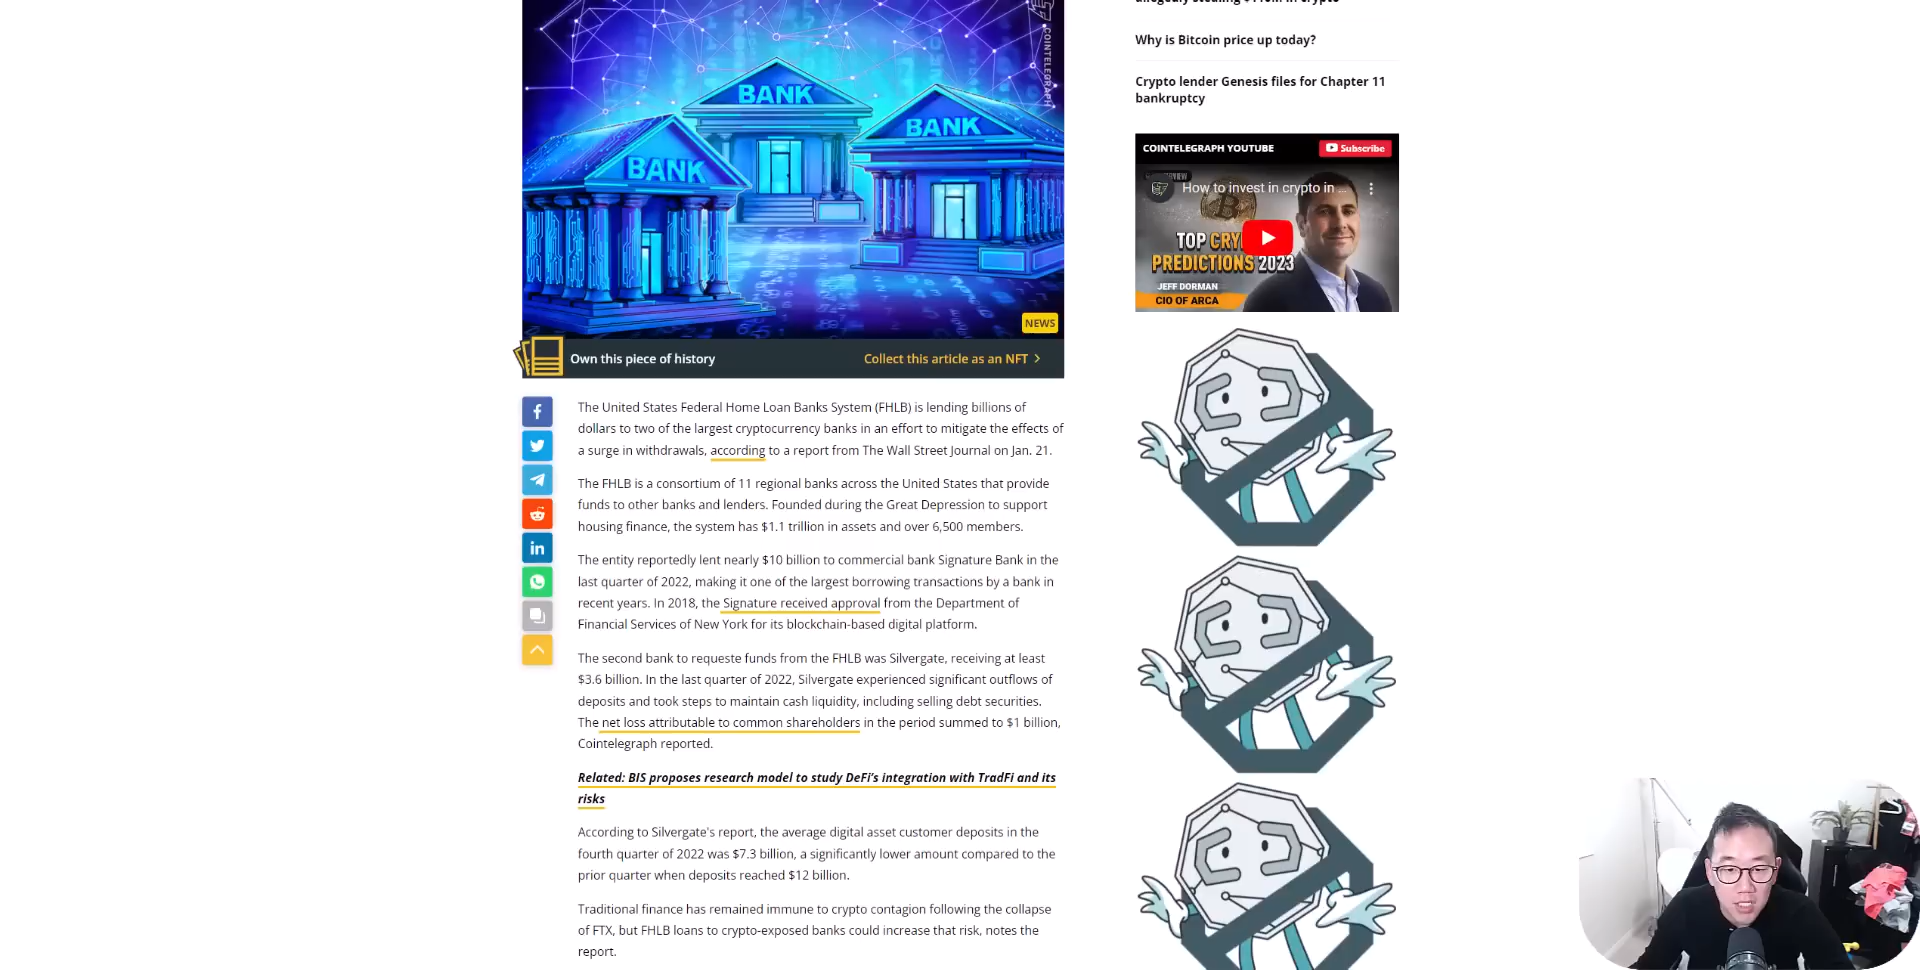 COINTELEGRAPH
BANK
BANK
BANK
NEWS
Own this piece of history
Collect this article as an NFT
The United States Federal Home Loan Banks System (FHLB) is lending billions of
dollars to two of the largest cryptocurrency banks in an effort to mitigate the effects of
a surge in withdrawals, according to a report from The Wall Street Journal on Jan. 21.
The FHLB is a consortium of 11 regional banks across the United States that provide
funds to other banks and lenders. Founded during the Great Depression to support
housing finance, the system has $1.1 trillion in assets and over 6,500 members.
The entity reportedly lent nearly $10 billion to commercial bank Signature Bank in the
last quarter of 2022, making it one of the largest borrowing transactions by a bank in
recent years. In 2018, the Signature received approval from the Department of
Financial Services of New York for its blockchain-based digital platform.
The second bank to requeste funds from the FHLB was Silvergate, receiving at least
$3.6 billion. In the last quarter of 2022, Silvergate experienced significant outflows of
deposits and took steps to maintain cash liquidity, including selling debt securities.
The net loss attributable to common shareholders in the period summed to $1 billion,
Cointelegraph reported.
Related: BIS proposes research model to study DeFi's integration with TradFi and its
risks
According to Silvergate's report, the average digital asset customer deposits in the
fourth quarter of 2022 was $7.3 billion, a significantly lower amount compared to the
prior quarter when deposits reached $12 billion.
Traditional finance has remained immune to crypto contagion following the collapse
of FTX, but FHLB loans to crypto-exposed banks could increase that risk, notes the
report.
Why is Bitcoin price up today?
Crypto lender Genesis files for Chapter 11
bankruptcy
COINTELEGRAPH YOUTUBE
Subscribe
How to invest in crypto in ...
TOP CRY
PREDICTIONS 2023
JEFF DORMAN
CIO OF ARCA